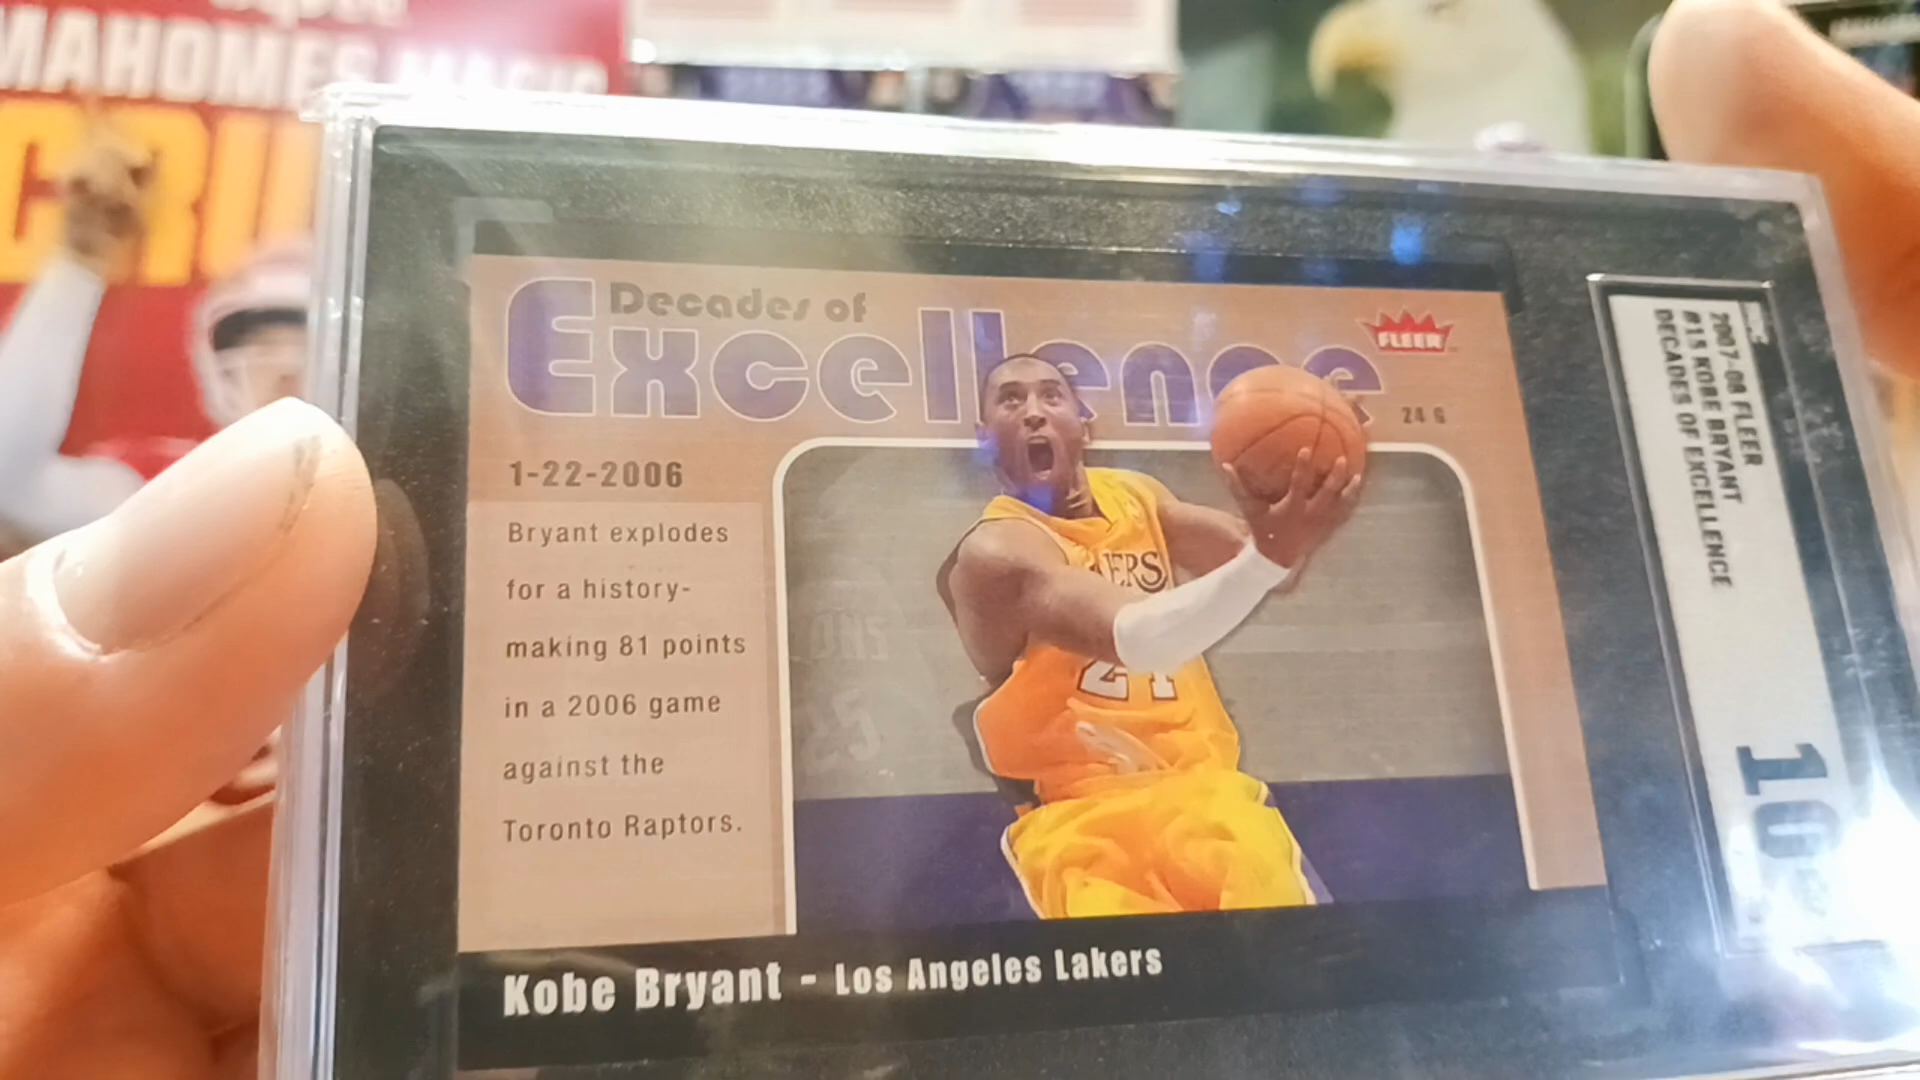 MAHOMES MAGIC
Decades of
Excellence
FLEER
24 G
1-22-2006
Bryant explodes
for a history-
making 81 points
in a 2006 game
against the
Toronto Raptors.
KERS
24
Kobe Bryant - Los Angeles Lakers
2007-08 FLEER
#15 KOBE BRYANT
DECADES OF EXCELLENCE
10